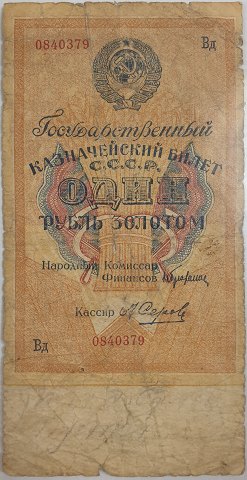 0840379 Вд
Государственный
КАЗНАЧЕЙСКИЙ БИЛЕТ
С.С.С.Р.
ОДИН
РУБЛЬ ЗОЛОТОМ
Народный Комиссар
Финансов
Кассир
Вд 0840379